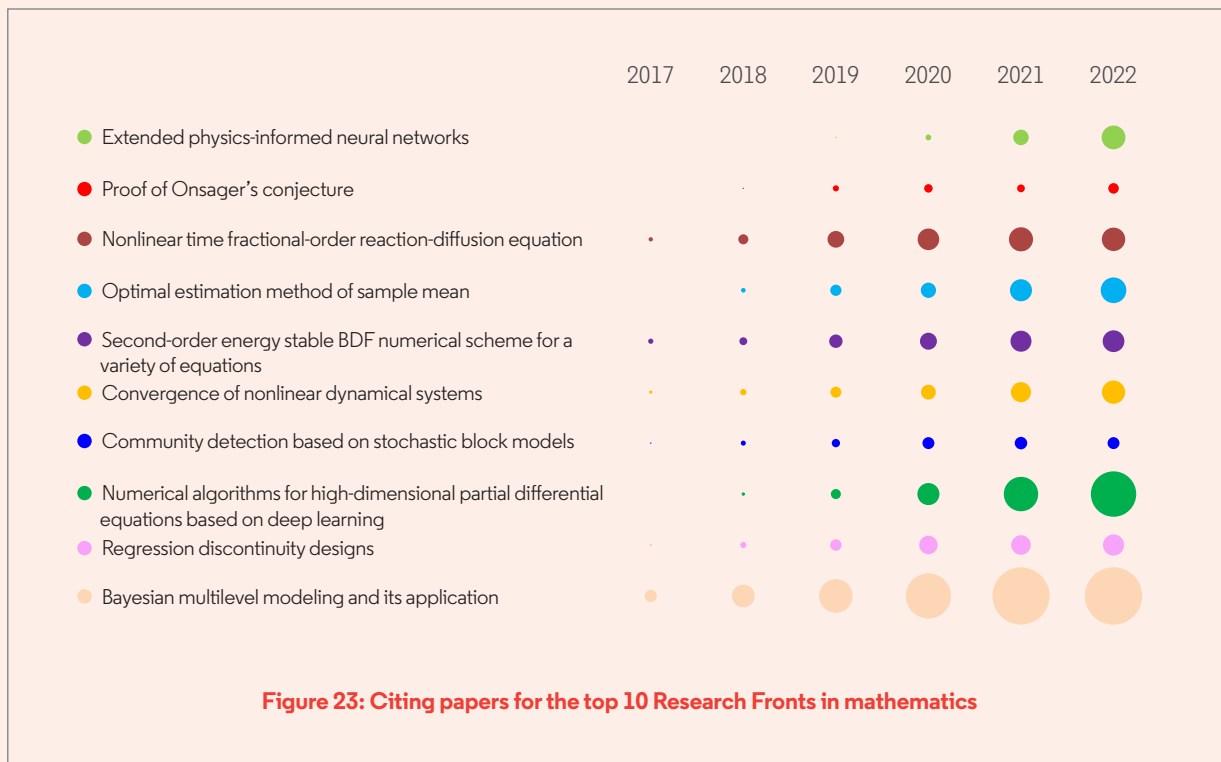 2017 2018 2019 2020 2021 2022
Extended physics-informed neural networks
Proof of Onsager's conjecture
Nonlinear time fractional-order reaction-diffusion equation
Optimal estimation method of sample mean
Second-order energy stable BDF numerical scheme for a
variety of equations
Convergence of nonlinear dynamical systems
Community detection based on stochastic block models
Numerical algorithms for high-dimensional partial differential
equations based on deep learning
Regression discontinuity designs
Bayesian multilevel modeling and its application
Figure 23: Citing papers for the top 10 Research Fronts in mathematics